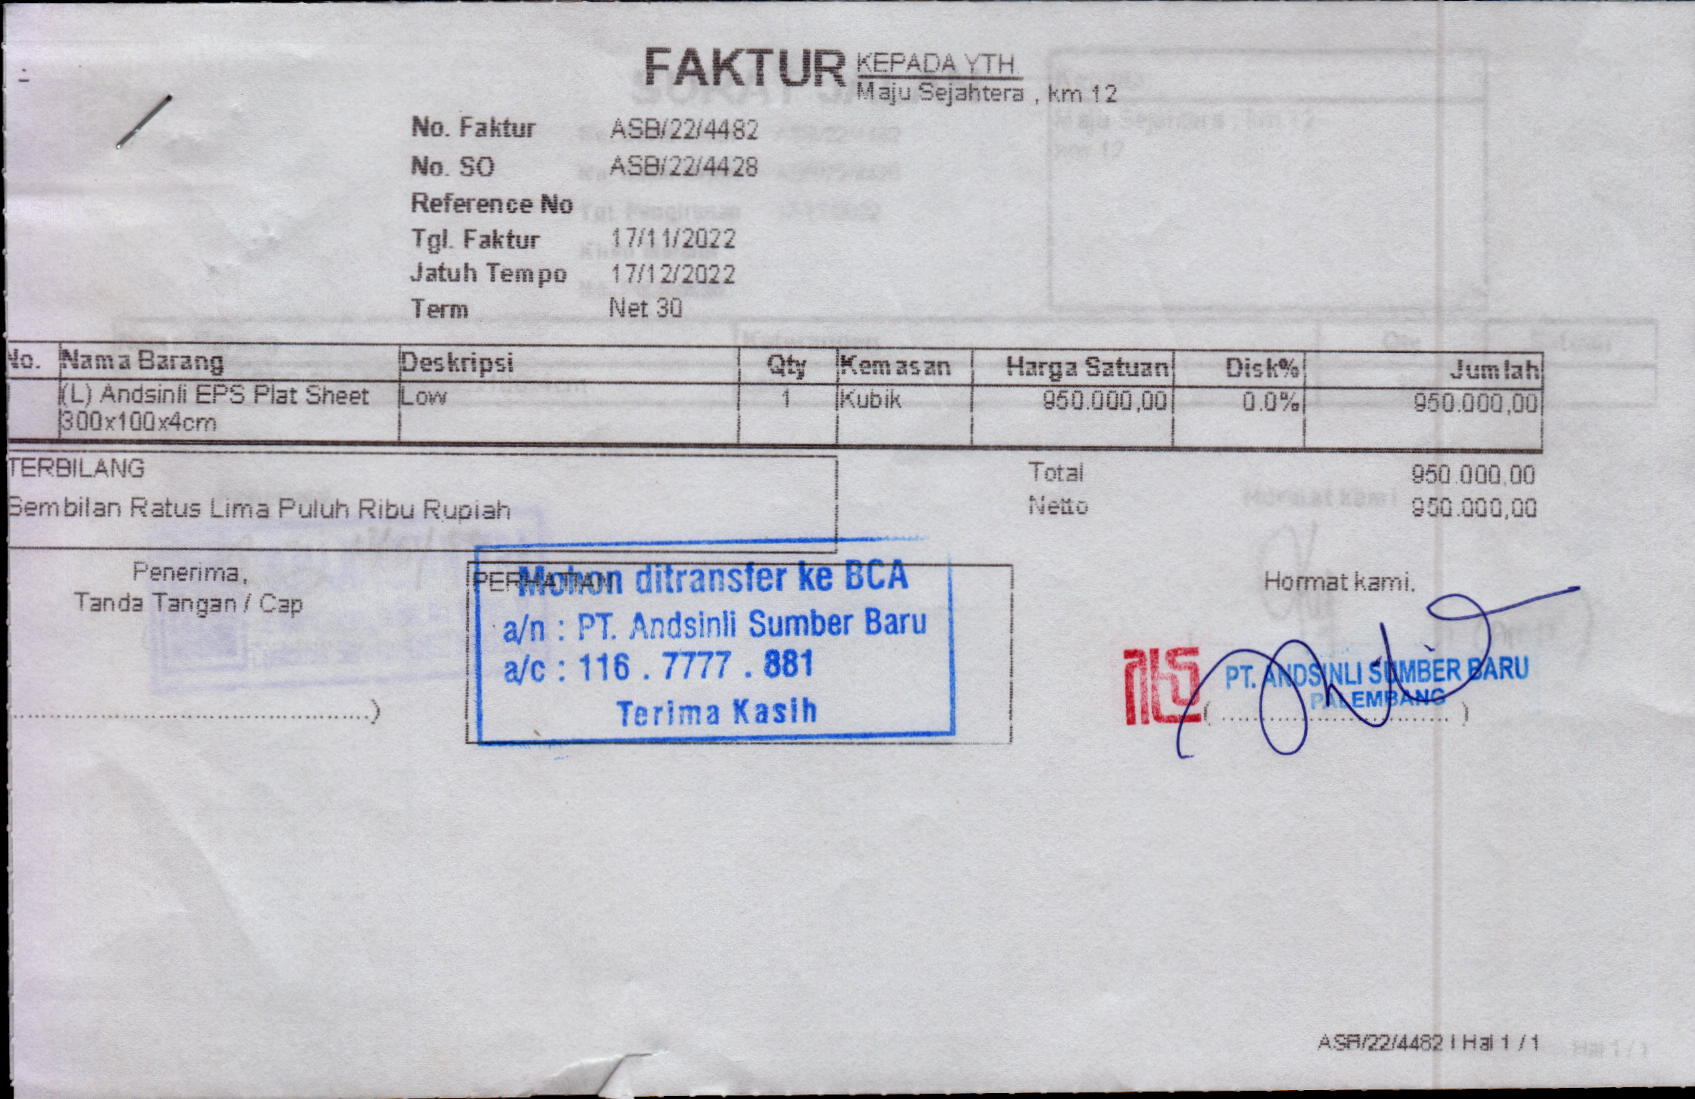 FAKTUR
KEPADA YTH.
Maju Sejahtera , km 12
No. Faktur ASB/22/4482
No. SO ASB/22/4428
Reference No
Tgl. Faktur 17/11/2022
Jatuh Tempo 17/12/2022
Term Net 30
No. Nama Barang Deskripsi Qty Kemasan Harga Satuan Disk% Jumlah
(L) Andsinli EPS Plat Sheet Low 1 Kubik 950.000,00 0.0% 950.000,00
300x100x4cm
TERBILANG
Sembilan Ratus Lima Puluh Ribu Rupiah
Total 950.000,00
Netto 950.000,00
Penerima,
Tanda Tangan / Cap
PERHATIAN
Mohon ditransfer ke BCA
a/n : PT. Andsinli Sumber Baru
a/c : 116 . 7777 . 881
Terima Kasih
Hormat kami,
PT. ANDSINLI SUMBER BARU
PALEMBANG
ASB/22/4482 | Hal 1 / 1